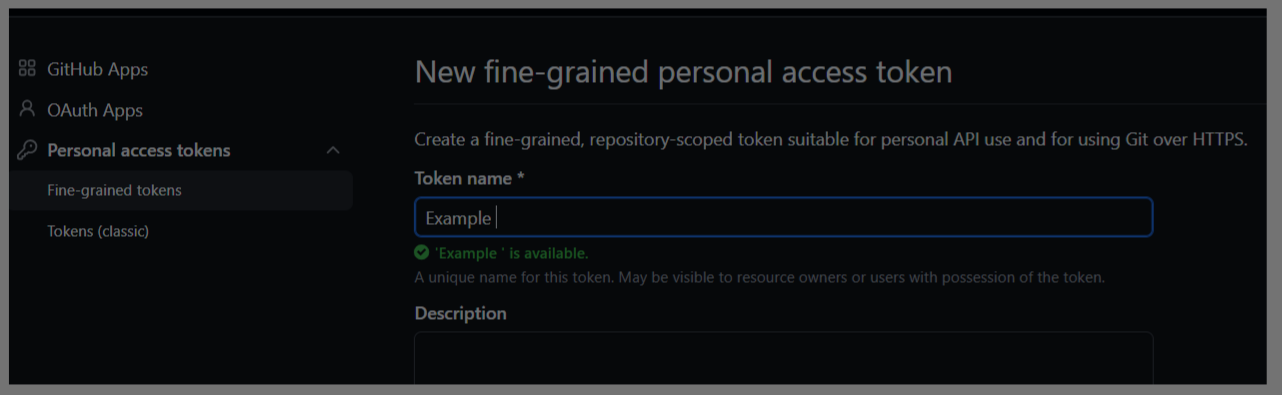 GitHub Apps
OAuth Apps
Personal access tokens
Fine-grained tokens
Tokens (classic)
New fine-grained personal access token
Create a fine-grained, repository-scoped token suitable for personal API use and for using Git over HTTPS.
Token name *
Example
'Example ' is available.
A unique name for this token. May be visible to resource owners or users with possession of the token.
Description